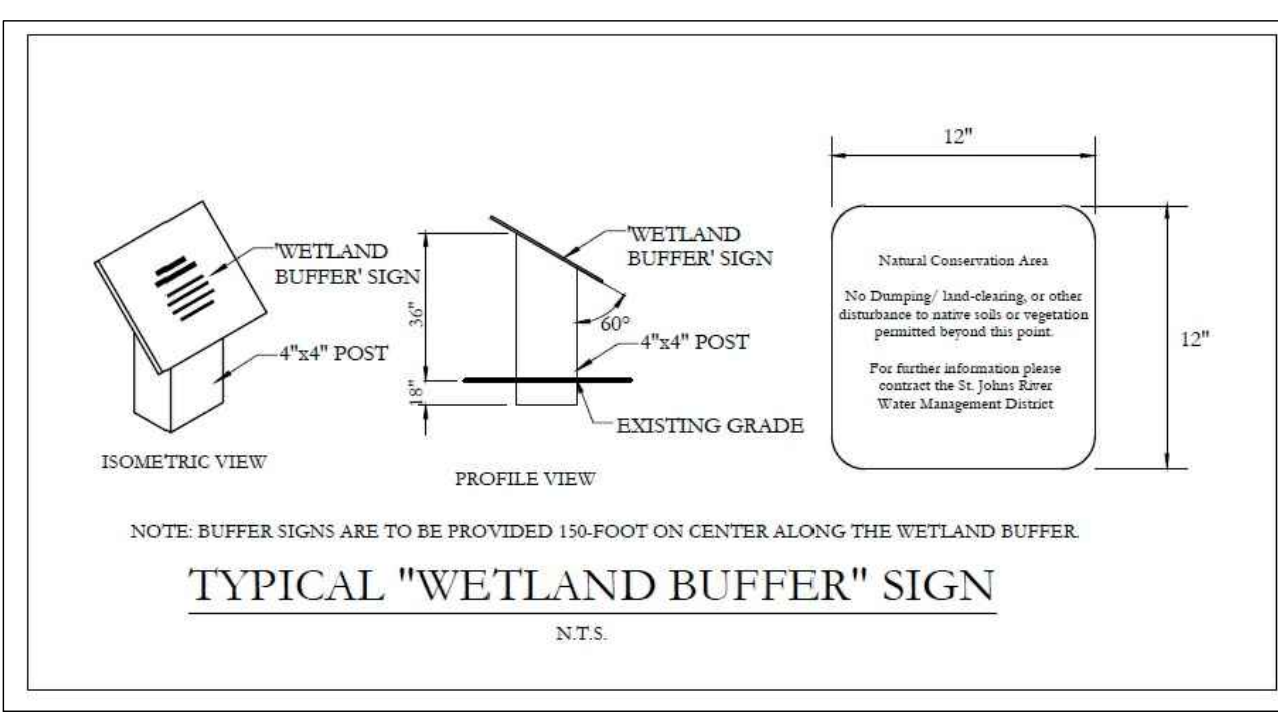 'WETLAND
BUFFER' SIGN
4"x4" POST
ISOMETRIC VIEW
'WETLAND
BUFFER' SIGN
36"
60°
4"x4" POST
18"
EXISTING GRADE
PROFILE VIEW
12"
Natural Conservation Area
No Dumping/ land-clearing, or other
disturbance to native soils or vegetation
permitted beyond this point.
For further information please
contract the St. Johns River
Water Management District
12"
NOTE: BUFFER SIGNS ARE TO BE PROVIDED 150-FOOT ON CENTER ALONG THE WETLAND BUFFER.
TYPICAL "WETLAND BUFFER" SIGN
N.T.S.